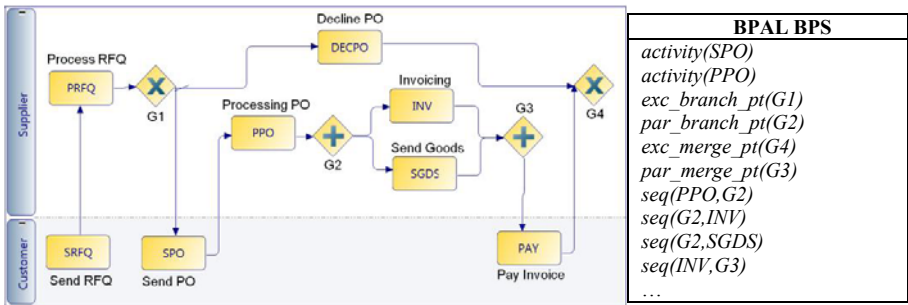 Supplier
Customer
Process RFQ
PRFQ
G1
Decline PO
DECPO
Processing PO
PPO
G2
Invoicing
INV
Send Goods
SGDS
G3
G4
SRFQ
Send RFQ
SPO
Send PO
PAY
Pay Invoice
BPAL BPS
activity(SPO)
activity(PPO)
exc_branch_pt(G1)
par_branch_pt(G2)
exc_merge_pt(G4)
par_merge_pt(G3)
seq(PPO,G2)
seq(G2,INV)
seq(G2,SGDS)
seq(INV,G3)
…